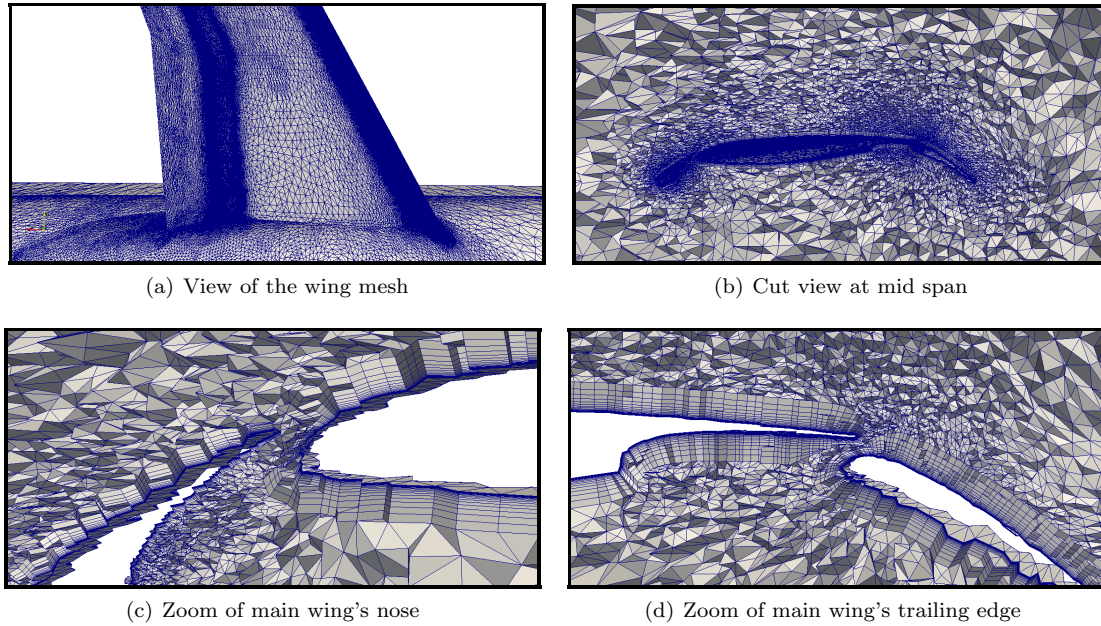 (a) View of the wing mesh
(b) Cut view at mid span
(c) Zoom of main wing's nose
(d) Zoom of main wing's trailing edge